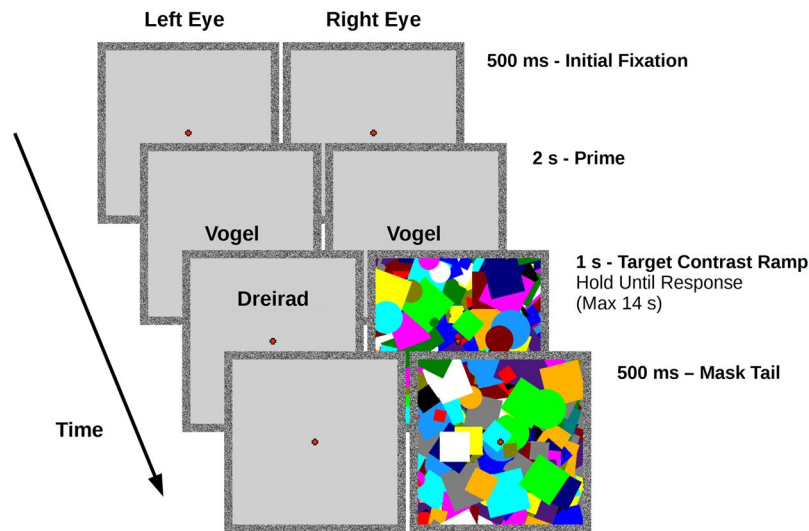 Left Eye
Right Eye
500 ms - Initial Fixation
2 s - Prime
Vogel
Vogel
1 s - Target Contrast Ramp
Hold Until Response
(Max 14 s)
Dreirad
500 ms – Mask Tail
Time